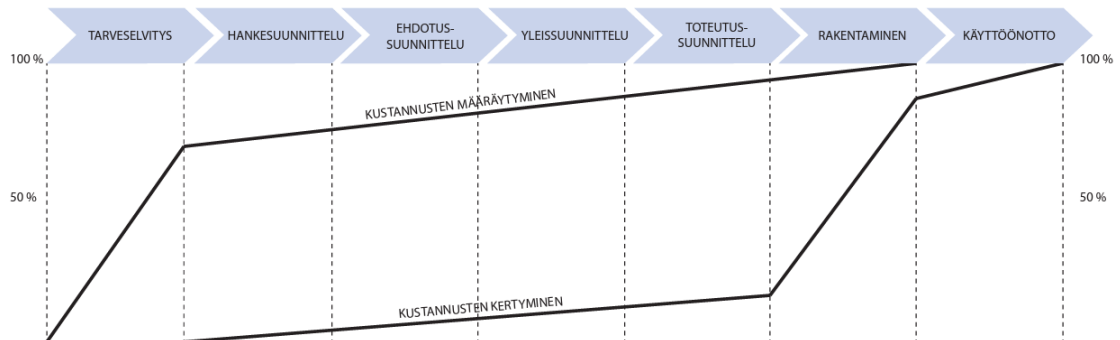 TARVESELVITYS
HANKESUUNNITTELU
EHDOTUS-
SUUNNITTELU
YLEISSUUNNITTELU
TOTEUTUS-
SUUNNITTELU
RAKENTAMINEN
KÄYTTÖÖNOTTO
100 %
100 %
KUSTANNUSTEN MÄÄRÄYTYMINEN
50 %
50 %
KUSTANNUSTEN KERTYMINEN